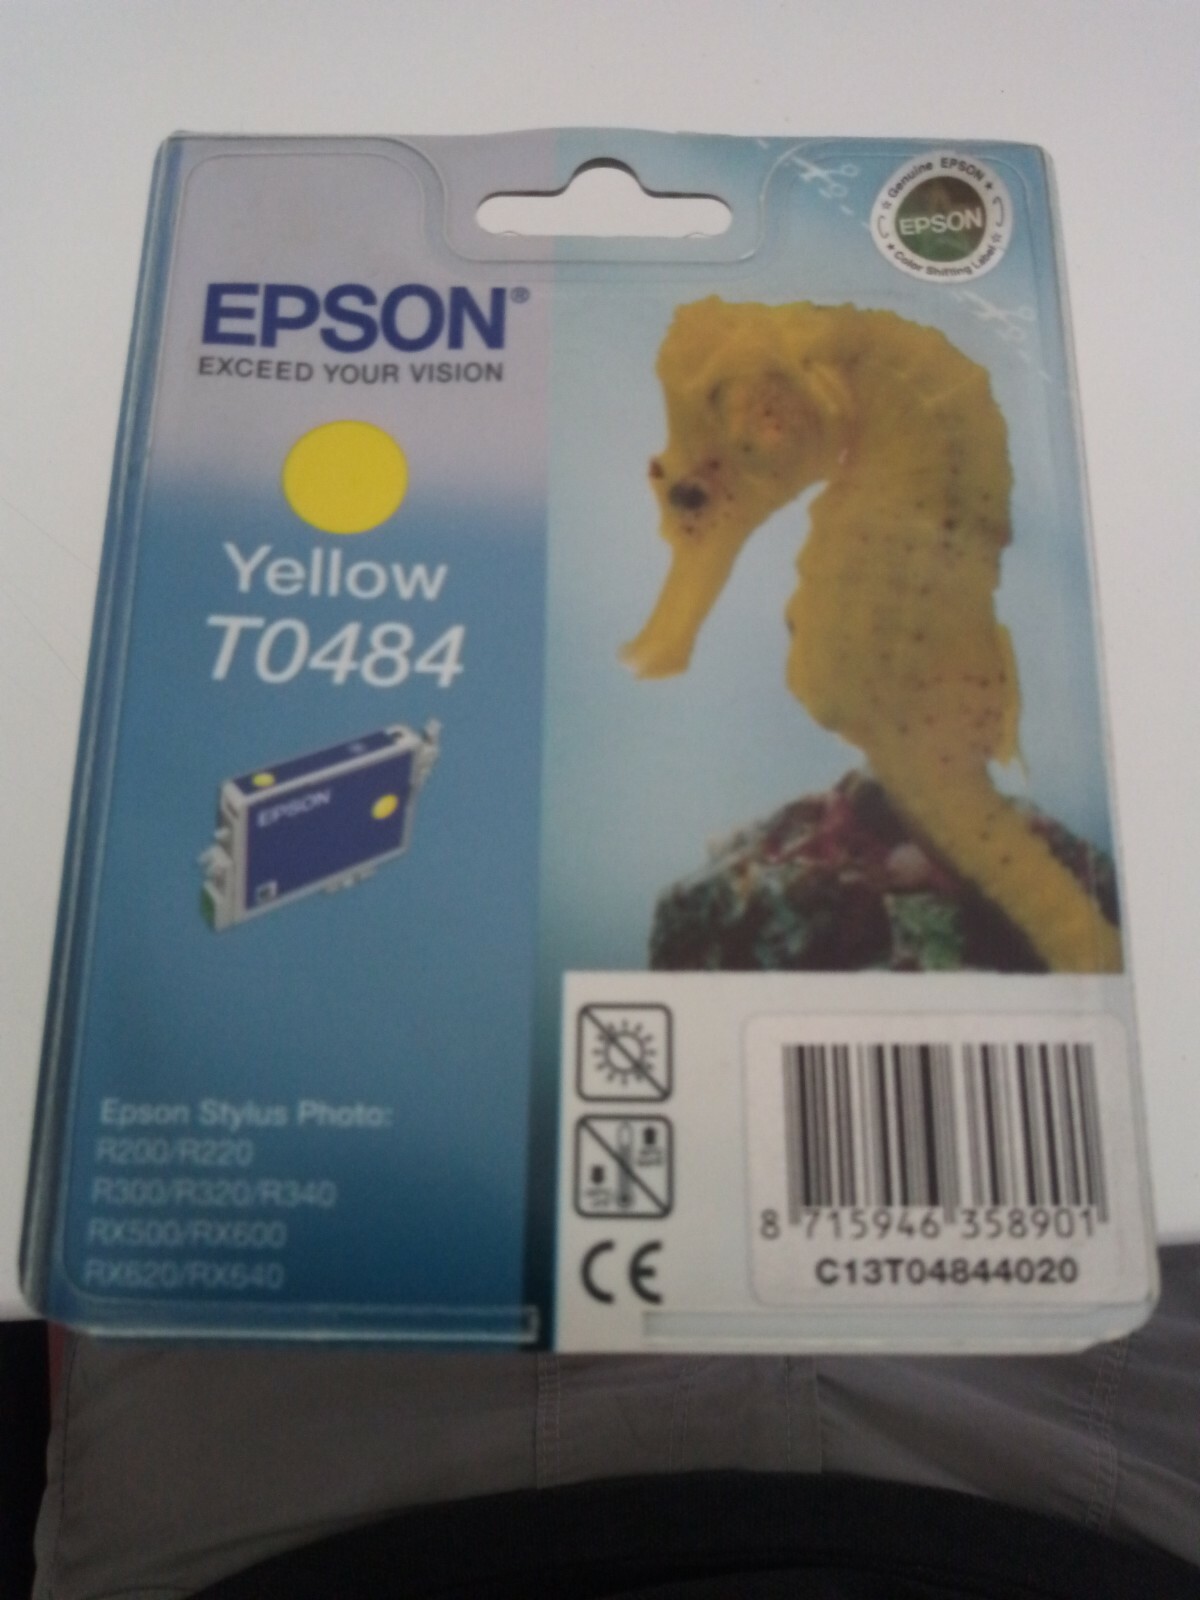 Genuine EPSON
EPSON
Color Shifting Label
EPSON®
EXCEED YOUR VISION
Yellow
T0484
EPSON
Epson Stylus Photo:
R200/R220
R300/R320/R340
RX500/RX600
RX620/RX640
CE
8 715946 358901
C13T04844020